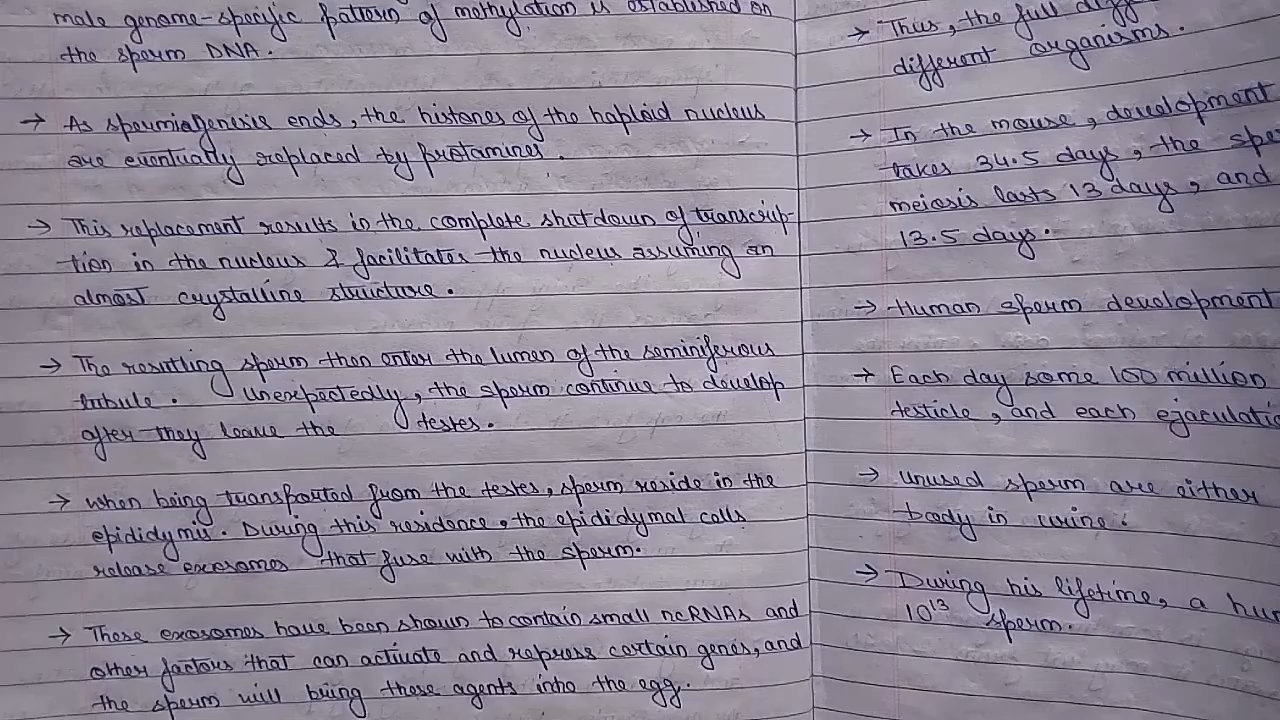 male genome-specific pattern of methylation is established on
the sperm DNA.
→ As spermiogenesis ends, the histones of the haploid nucleus
are eventually replaced by protamines.
→ This replacement results in the complete shutdown of transcrip-
tion in the nucleus & facilitates the nucleus assuming an
almost crystalline structure.
→ The resulting sperm then enter the lumen of the seminiferous
tubule. Unexpectedly, the sperm continue to develop
after they leave the testes.
→ when being transported from the testes, sperm reside in the
epididymis. During this residence, the epididymal cells
release exosomes that fuse with the sperm.
→ These exosomes have been shown to contain small ncRNAs and
other factors that can activate and repress certain genes, and
the sperm will bring these agents into the egg.
→ Thus, the full
different organisms.
→ In the mouse, development
takes 34.5 days, the
meiosis lasts 13 days, and
13.5 days.
→ Human sperm development
→ Each day some 100 million
testicle, and each
→ Unused sperm are either
body in urine.
→ During his lifetime, a
10¹³ sperm.